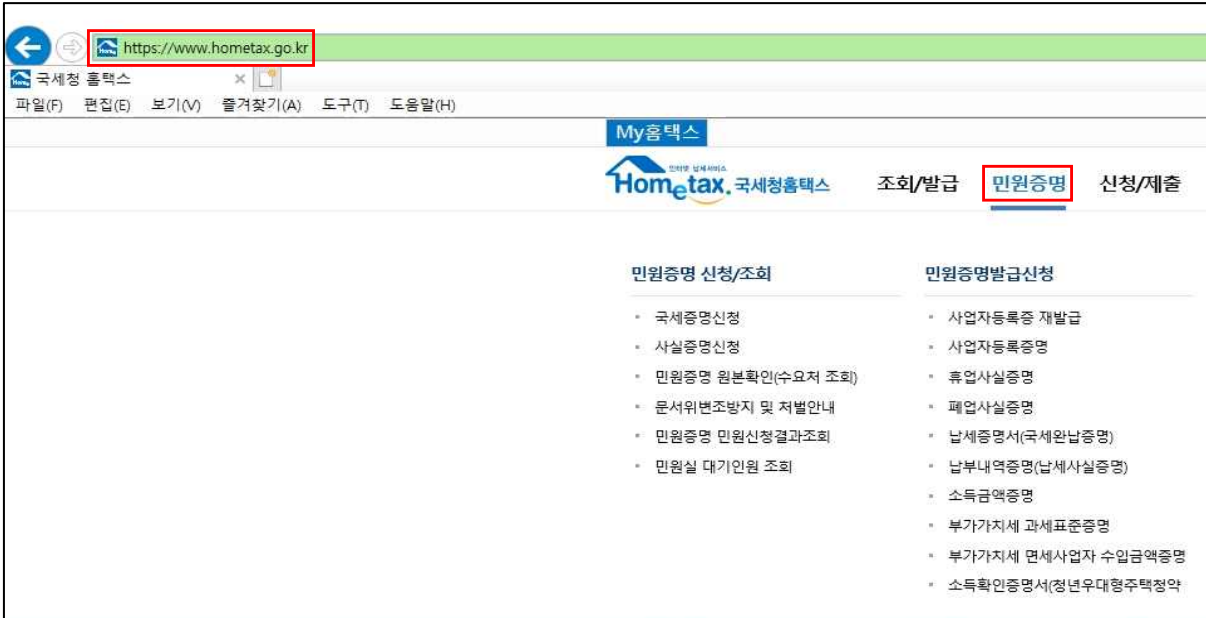 https://www.hometax.go.kr
국세청 홈택스
파일(F) 편집(E) 보기(V) 즐겨찾기(A) 도구(T) 도움말(H)
My홈택스
인터넷 납세서비스
Hometax. 국세청홈택스 조회/발급 민원증명 신청/제출
민원증명 신청/조회
국세증명신청
사실증명신청
민원증명 원본확인(수요처 조회)
문서위변조방지 및 처벌안내
민원증명 민원신청결과조회
민원실 대기인원 조회
민원증명발급신청
사업자등록증 재발급
사업자등록증명
휴업사실증명
폐업사실증명
납세증명서(국세완납증명)
납부내역증명(납세사실증명)
소득금액증명
부가가치세 과세표준증명
부가가치세 면세사업자 수입금액증명
소득확인증명서(청년우대형주택청약